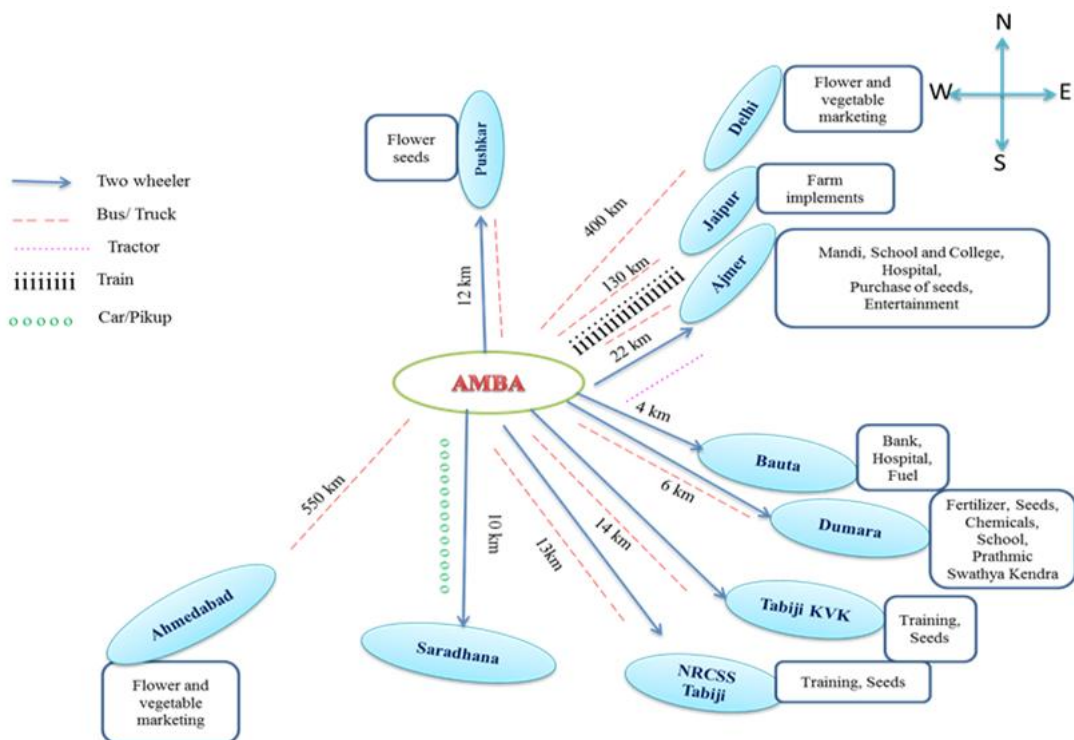 N
W
E
S
Flower and
vegetable
marketing
Delhi
Flower
seeds
Pushkar
Two wheeler
Bus/ Truck
Tractor
Train
Car/Pikup
Farm
implements
Jaipur
400 km
130 km
Mandi, School and College,
Hospital,
Purchase of seeds,
Entertainment
Ajmer
12 km
22 km
AMBA
4 km
Bauta
Bank,
Hospital,
Fuel
6 km
Dumara
Fertilizer, Seeds,
Chemicals,
School,
Prathmic
Swathya Kendra
550 km
10 km
13km
14 km
Tabiji KVK
Training,
Seeds
Ahmedabad
Saradhana
NRCSS
Tabiji
Training, Seeds
Flower and
vegetable
marketing